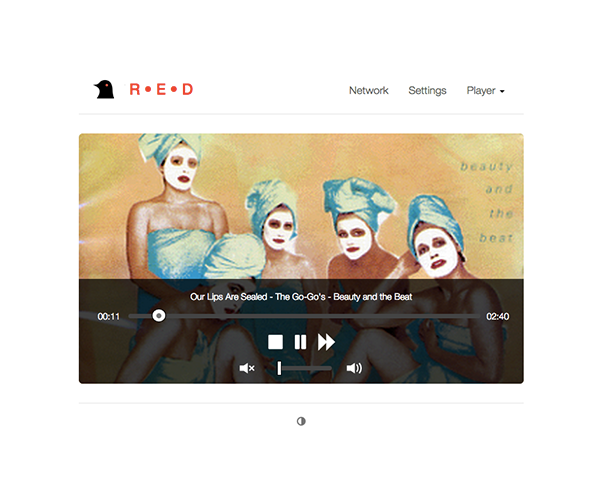 R•E•D
Network Settings Player
beauty
and
the
beat
Our Lips Are Sealed - The Go-Go's - Beauty and the Beat
00:11 02:40